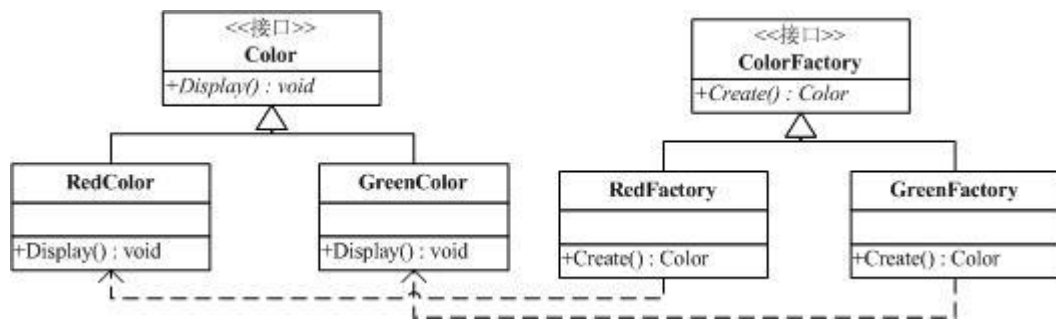 <<接口>>
Color
+Display() : void
<<接口>>
ColorFactory
+Create() : Color
RedColor
+Display() : void
GreenColor
+Display() : void
RedFactory
+Create() : Color
GreenFactory
+Create() : Color